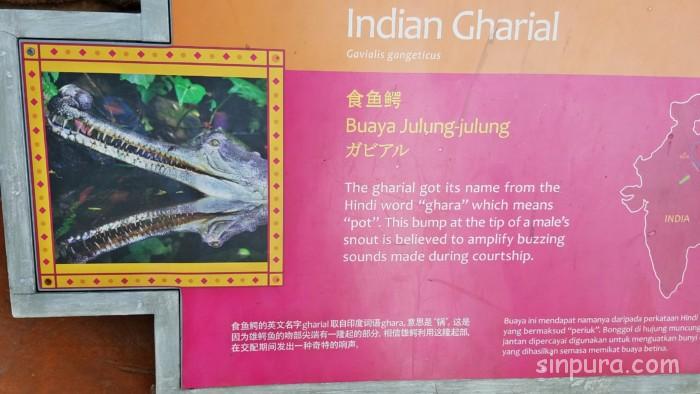 Indian Gharial
Gavialis gangeticus
食鱼鳄
Buaya Julung-julung
ガビアル
The gharial got its name from the
Hindi word “ghara” which means
“pot”. This bump at the tip of a male’s
snout is believed to amplify buzzing
sounds made during courtship.
INDIA
食鱼鳄的英文名字gharial 取自印度词语ghara, 意思是 “锅”. 这是
因为雄鳄鱼的吻部尖端有一隆起的部分, 相信雄鳄利用这隆起部,
在交配期间发出一种奇特的响声.
Buaya ini mendapat namanya daripada perkataan Hindi
yang bermaksud “periuk”. Bonggol di hujung muncung
jantan dipercayai digunakan untuk menguatkan bunyi
yang dihasilkan semasa memikat buaya betina.
sinpura.com